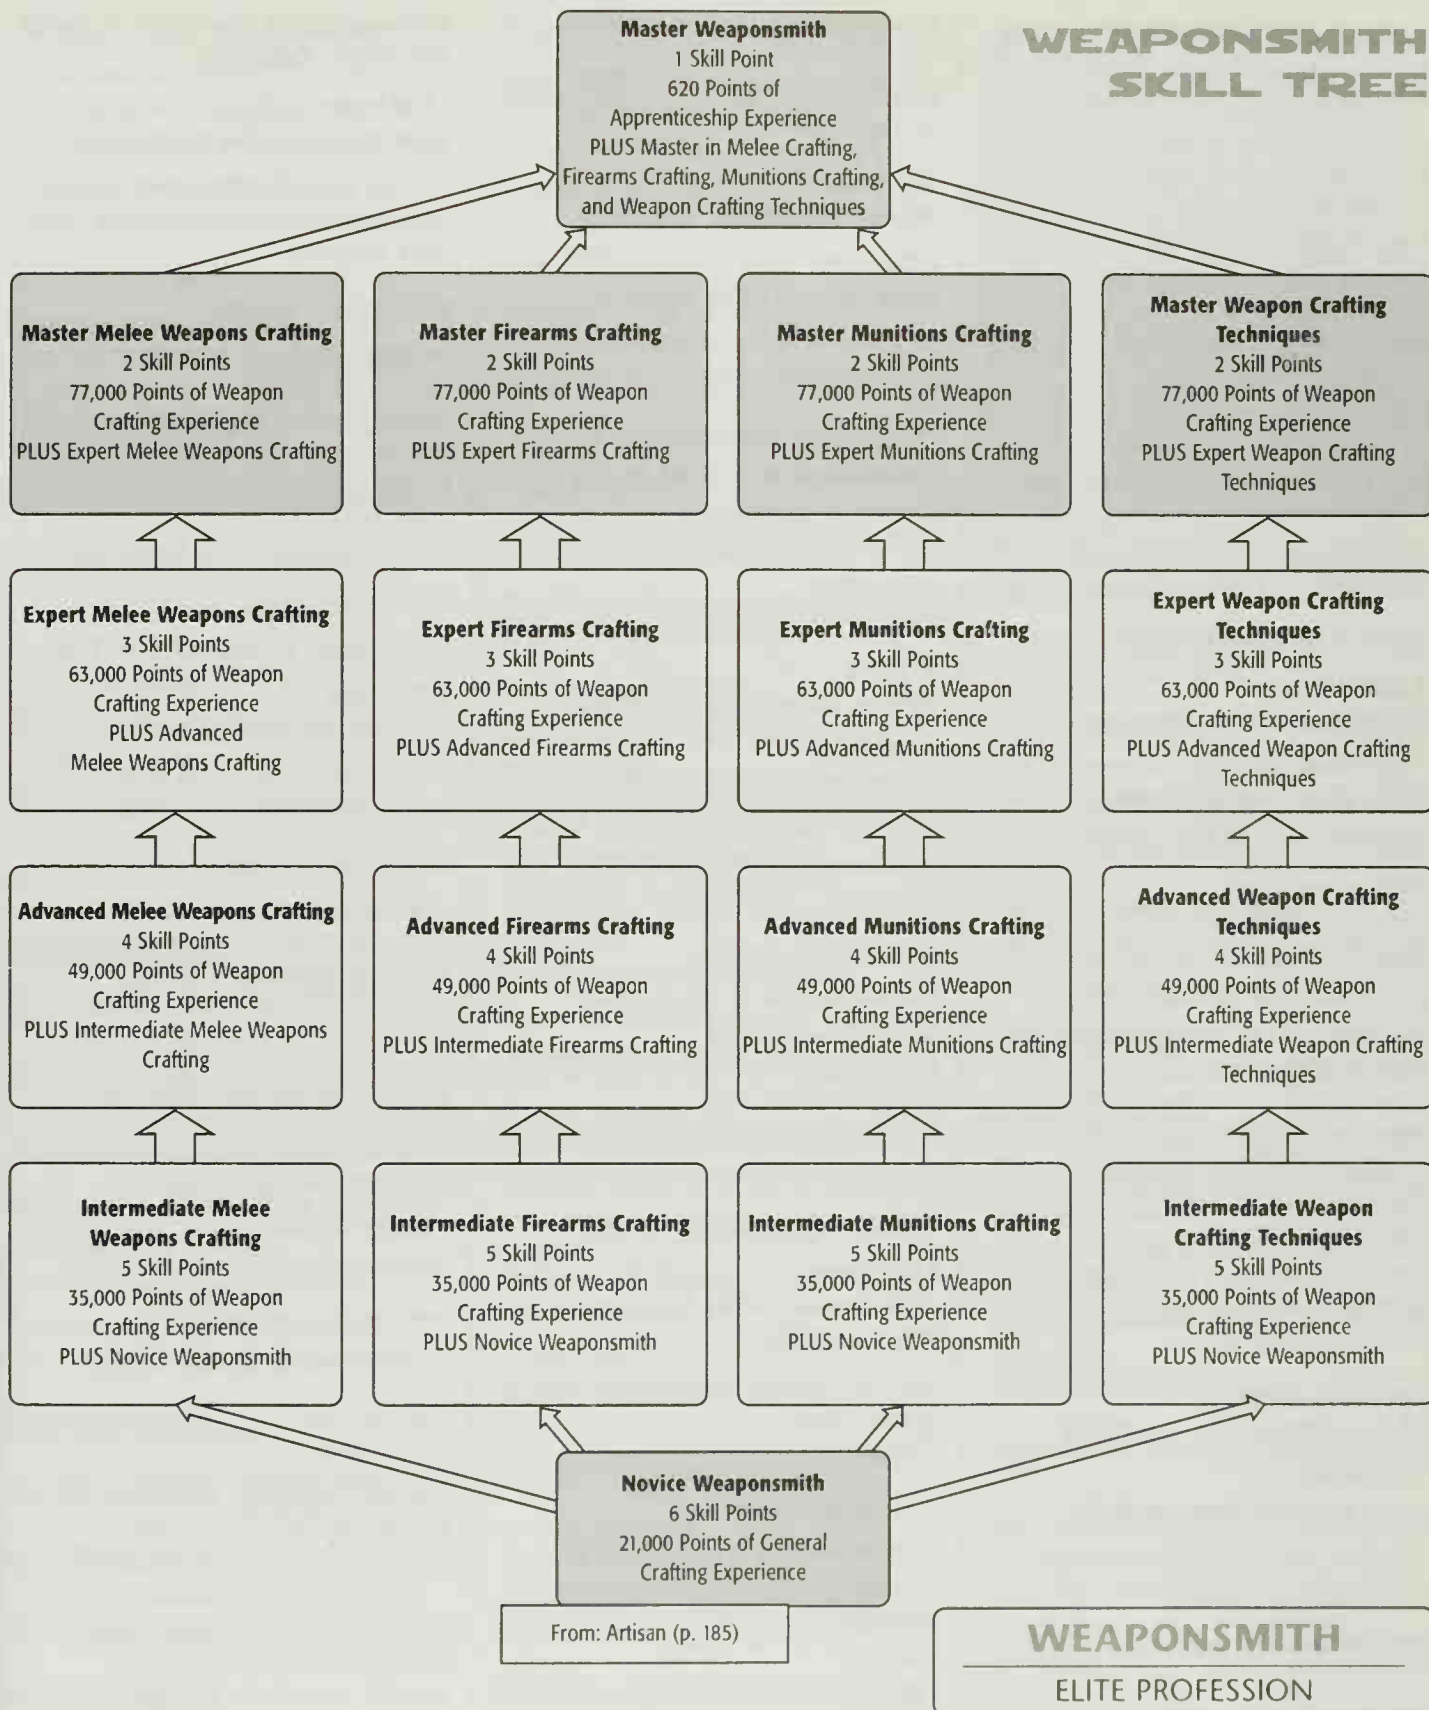 WEAPONSMITH
SKILL TREE
Master Weaponsmith
1 Skill Point
620 Points of
Apprenticeship Experience
PLUS Master in Melee Crafting,
Firearms Crafting, Munitions Crafting,
and Weapon Crafting Techniques
Master Melee Weapons Crafting
2 Skill Points
77,000 Points of Weapon
Crafting Experience
PLUS Expert Melee Weapons Crafting
Master Firearms Crafting
2 Skill Points
77,000 Points of Weapon
Crafting Experience
PLUS Expert Firearms Crafting
Master Munitions Crafting
2 Skill Points
77,000 Points of Weapon
Crafting Experience
PLUS Expert Munitions Crafting
Master Weapon Crafting
Techniques
2 Skill Points
77,000 Points of Weapon
Crafting Experience
PLUS Expert Weapon Crafting
Techniques
Expert Melee Weapons Crafting
3 Skill Points
63,000 Points of Weapon
Crafting Experience
PLUS Advanced
Melee Weapons Crafting
Expert Firearms Crafting
3 Skill Points
63,000 Points of Weapon
Crafting Experience
PLUS Advanced Firearms Crafting
Expert Munitions Crafting
3 Skill Points
63,000 Points of Weapon
Crafting Experience
PLUS Advanced Munitions Crafting
Expert Weapon Crafting
Techniques
3 Skill Points
63,000 Points of Weapon
Crafting Experience
PLUS Advanced Weapon Crafting
Techniques
Advanced Melee Weapons Crafting
4 Skill Points
49,000 Points of Weapon
Crafting Experience
PLUS Intermediate Melee Weapons
Crafting
Advanced Firearms Crafting
4 Skill Points
49,000 Points of Weapon
Crafting Experience
PLUS Intermediate Firearms Crafting
Advanced Munitions Crafting
4 Skill Points
49,000 Points of Weapon
Crafting Experience
PLUS Intermediate Munitions Crafting
Advanced Weapon Crafting
Techniques
4 Skill Points
49,000 Points of Weapon
Crafting Experience
PLUS Intermediate Weapon Crafting
Techniques
Intermediate Melee
Weapons Crafting
5 Skill Points
35,000 Points of Weapon
Crafting Experience
PLUS Novice Weaponsmith
Intermediate Firearms Crafting
5 Skill Points
35,000 Points of Weapon
Crafting Experience
PLUS Novice Weaponsmith
Intermediate Munitions Crafting
5 Skill Points
35,000 Points of Weapon
Crafting Experience
PLUS Novice Weaponsmith
Intermediate Weapon
Crafting Techniques
5 Skill Points
35,000 Points of Weapon
Crafting Experience
PLUS Novice Weaponsmith
Novice Weaponsmith
6 Skill Points
21,000 Points of General
Crafting Experience
From: Artisan (p. 185)
WEAPONSMITH
ELITE PROFESSION